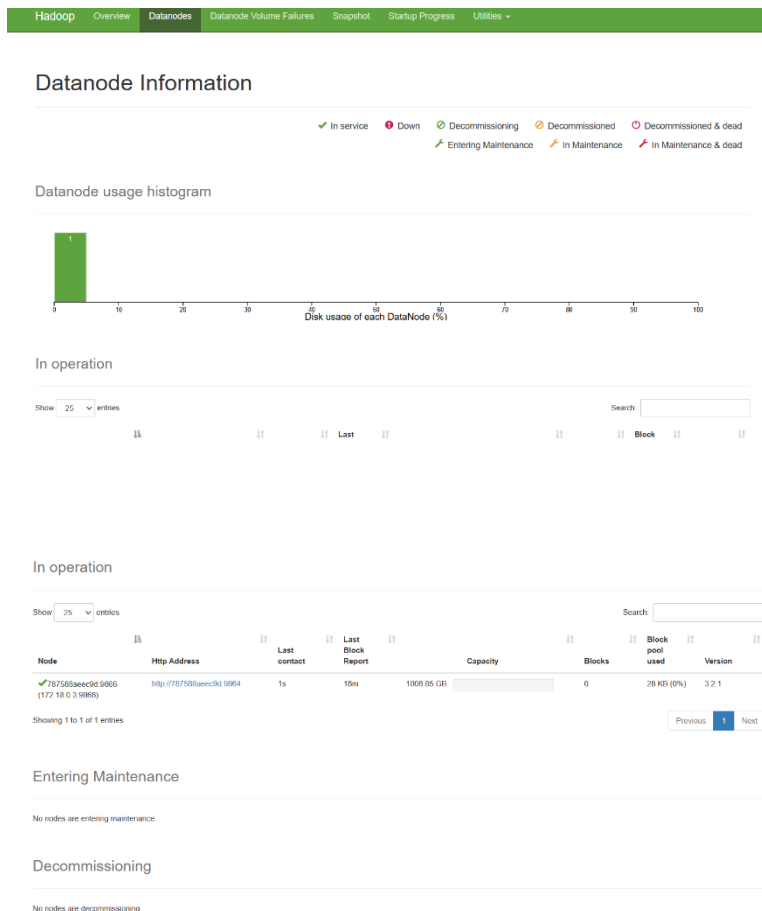 Hadoop Overview Datanodes Datanode Volume Failures Snapshot Startup Progress Utilities
Datanode Information
In service Down Decommissioning Decommissioned Decommissioned & dead
Entering Maintenance In Maintenance In Maintenance & dead
Datanode usage histogram
1
0 10 20 30 40 50 60 70 80 90 100
Disk usage of each DataNode (%)
In operation
Show 25 entries Search:
Last Block
In operation
Show 25 entries Search:
Last Block
Last Block pool
Node Http Address contact Report Capacity Blocks used Version
787588aeec9d:9866 http://787588aeec9d:9864 1s 16m 1006.85 GB 0 28 KB (0%) 3.2.1
(172.18.0.3:9866)
Showing 1 to 1 of 1 entries
Previous 1 Next
Entering Maintenance
No nodes are entering maintenance.
Decommissioning
No nodes are decommissioning